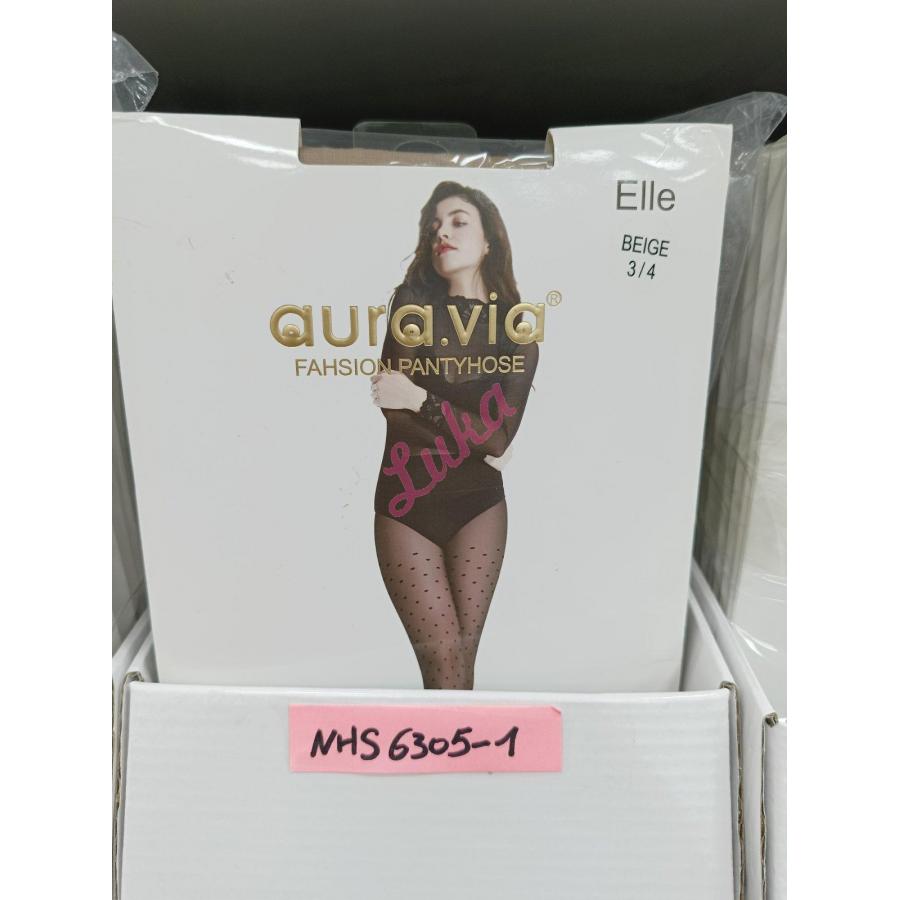 Elle
BEIGE
3/4
aura.via®
FAHSION PANTYHOSE
Luka
NHS 6305-1